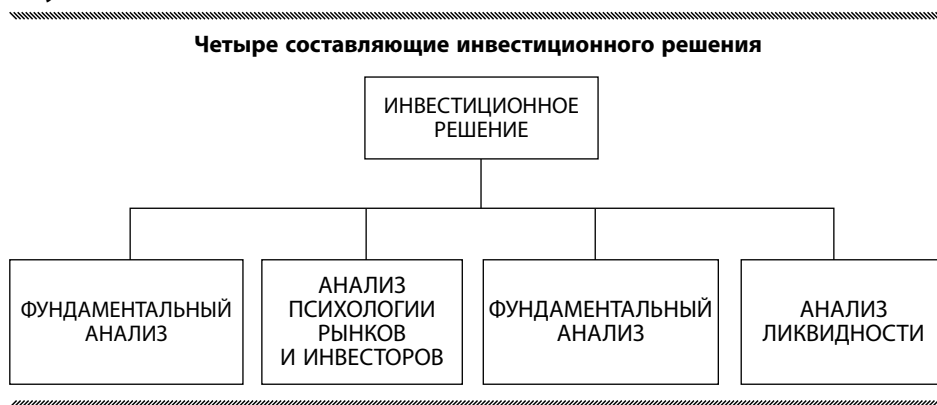 Четыре составляющие инвестиционного решения
ИНВЕСТИЦИОННОЕ
РЕШЕНИЕ
ФУНДАМЕНТАЛЬНЫЙ
АНАЛИЗ
АНАЛИЗ
ПСИХОЛОГИИ
РЫНКОВ
И ИНВЕСТОРОВ
ФУНДАМЕНТАЛЬНЫЙ
АНАЛИЗ
АНАЛИЗ
ЛИКВИДНОСТИ